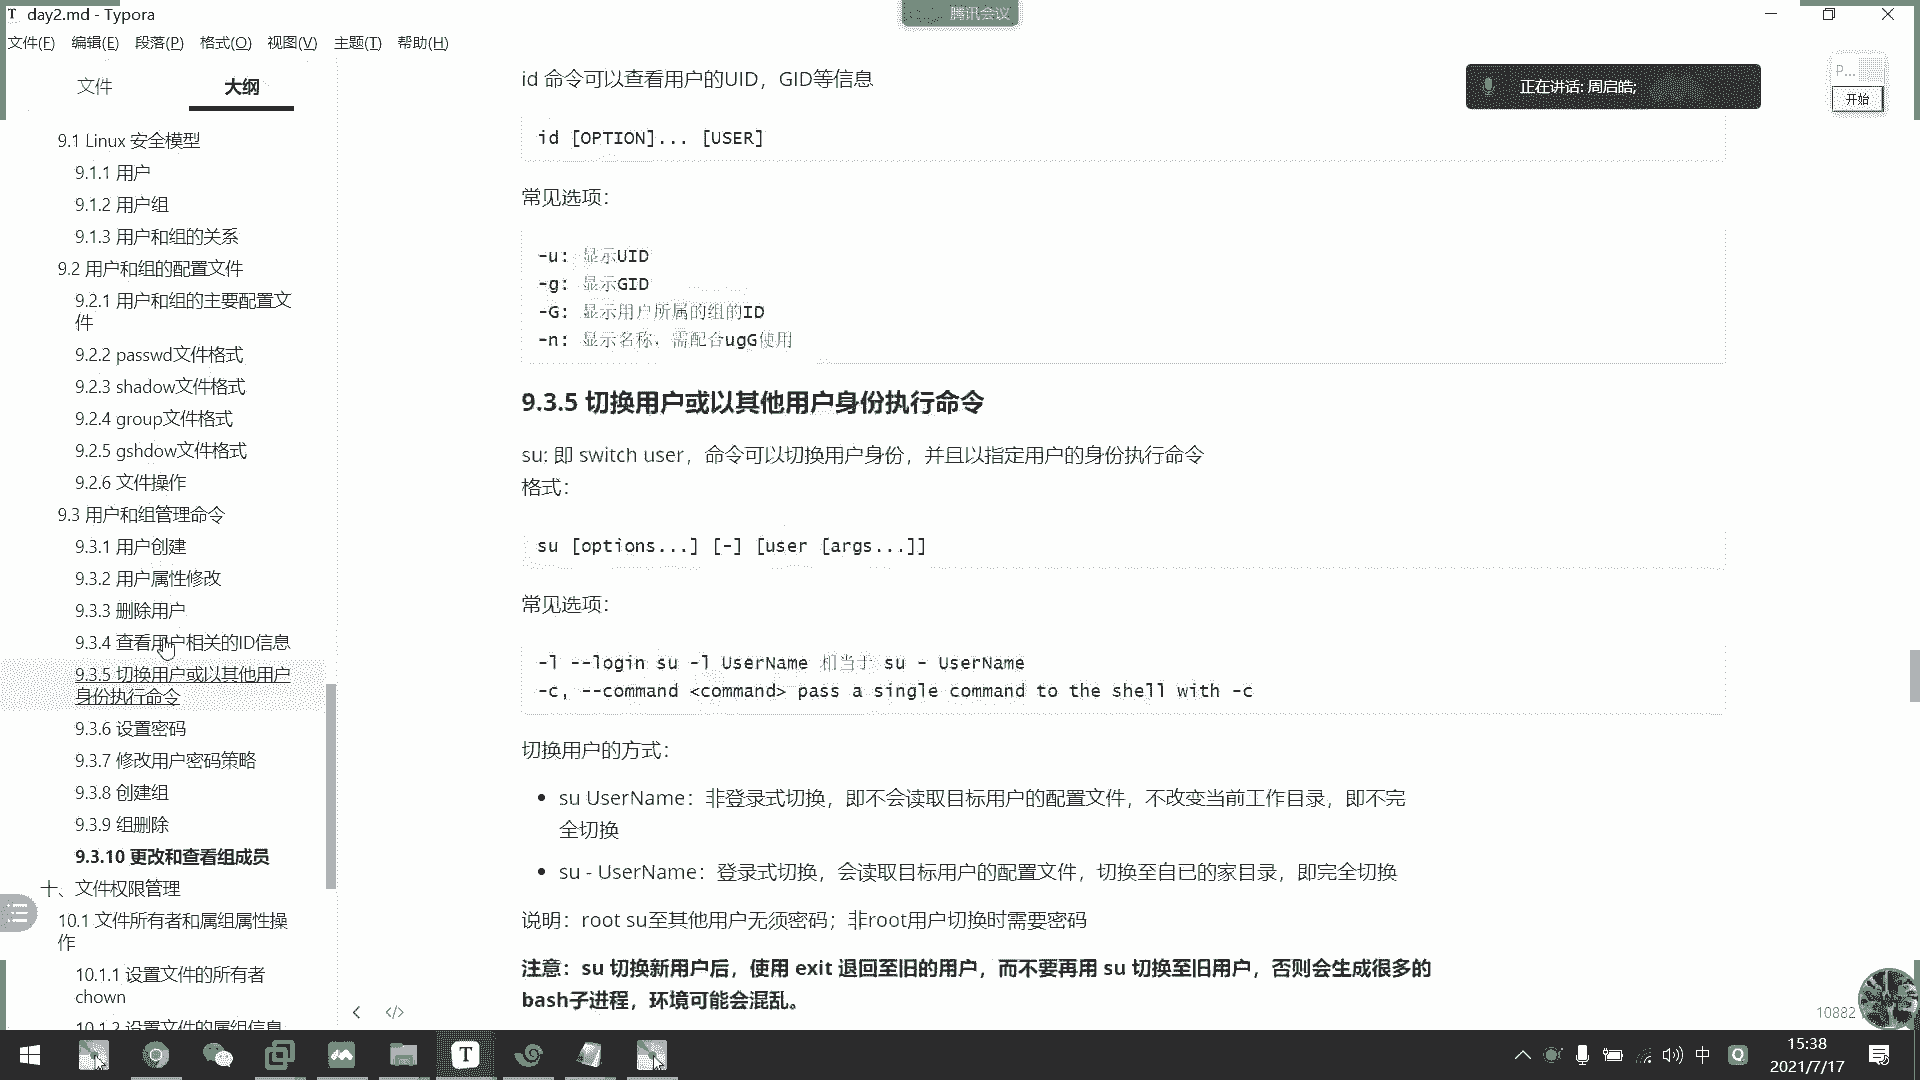 day2.md - Typora
腾讯会议
文件(F) 编辑(E) 段落(P) 格式(O) 视图(V) 主题(T) 帮助(H)
文件
大纲
9.1 Linux 安全模型
9.1.1 用户
9.1.2 用户组
9.1.3 用户和组的关系
9.2 用户和组的配置文件
9.2.1 用户和组的主要配置文
件
9.2.2 passwd文件格式
9.2.3 shadow文件格式
9.2.4 group文件格式
9.2.5 gshdow文件格式
9.2.6 文件操作
9.3 用户和组管理命令
9.3.1 用户创建
9.3.2 用户属性修改
9.3.3 删除用户
9.3.4 查看用户相关的ID信息
9.3.5 切换用户或以其他用户
身份执行命令
9.3.6 设置密码
9.3.7 修改用户密码策略
9.3.8 创建组
9.3.9 组删除
9.3.10 更改和查看组成员
十、文件权限管理
10.1 文件所有者和属组属性操
作
10.1.1 设置文件的所有者
chown
10.1.2 设置文件的属组信息
id 命令可以查看用户的UID，GID等信息
id [OPTION]... [USER]
常见选项：
-u: 显示UID
-g: 显示GID
-G: 显示用户所属的组的ID
-n: 显示名称，需配合ugG使用
9.3.5 切换用户或以其他用户身份执行命令
su: 即 switch user，命令可以切换用户身份，并且以指定用户的身份执行命令
格式：
su [options...] [-] [user [args...]]
常见选项：
-l --login su -l UserName 相当于 su - UserName
-c, --command <command> pass a single command to the shell with -c
切换用户的方式：
• su UserName：非登录式切换，即不会读取目标用户的配置文件，不改变当前工作目录，即不完
全切换
• su - UserName：登录式切换，会读取目标用户的配置文件，切换至自已的家目录，即完全切换
说明：root su至其他用户无须密码；非root用户切换时需要密码
注意：su 切换新用户后，使用 exit 退回至旧的用户，而不要再用 su 切换至旧用户，否则会生成很多的
bash子进程，环境可能会混乱。
正在讲话: 周启皓;
P...
开始
10882
中
15:38
2021/7/17